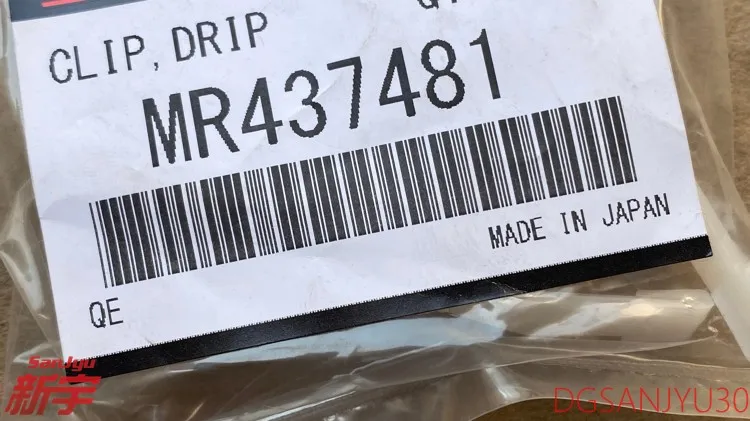 CLIP, DRIP
MR437481
MADE IN JAPAN
QE
SanJyu
新宇
DGSANJYU30